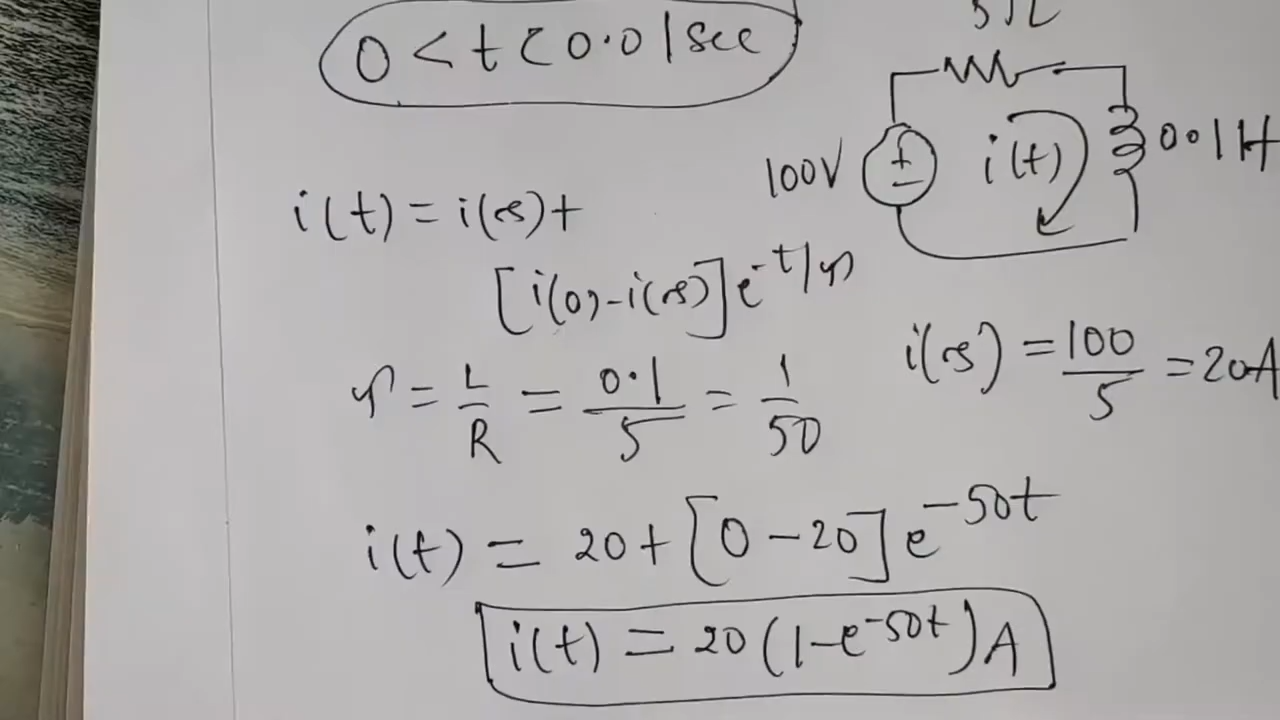 0 < t < 0.01 sec
5Ω
100V
+
−
i(t)
0.1H
i(t) = i(∞) +
[i(0) - i(∞)] e^-t/τ
τ = L/R = 0.1/5 = 1/50
i(∞) = 100/5 = 20A
i(t) = 20 + [0 - 20] e^-50t
i(t) = 20 (1 - e^-50t) A